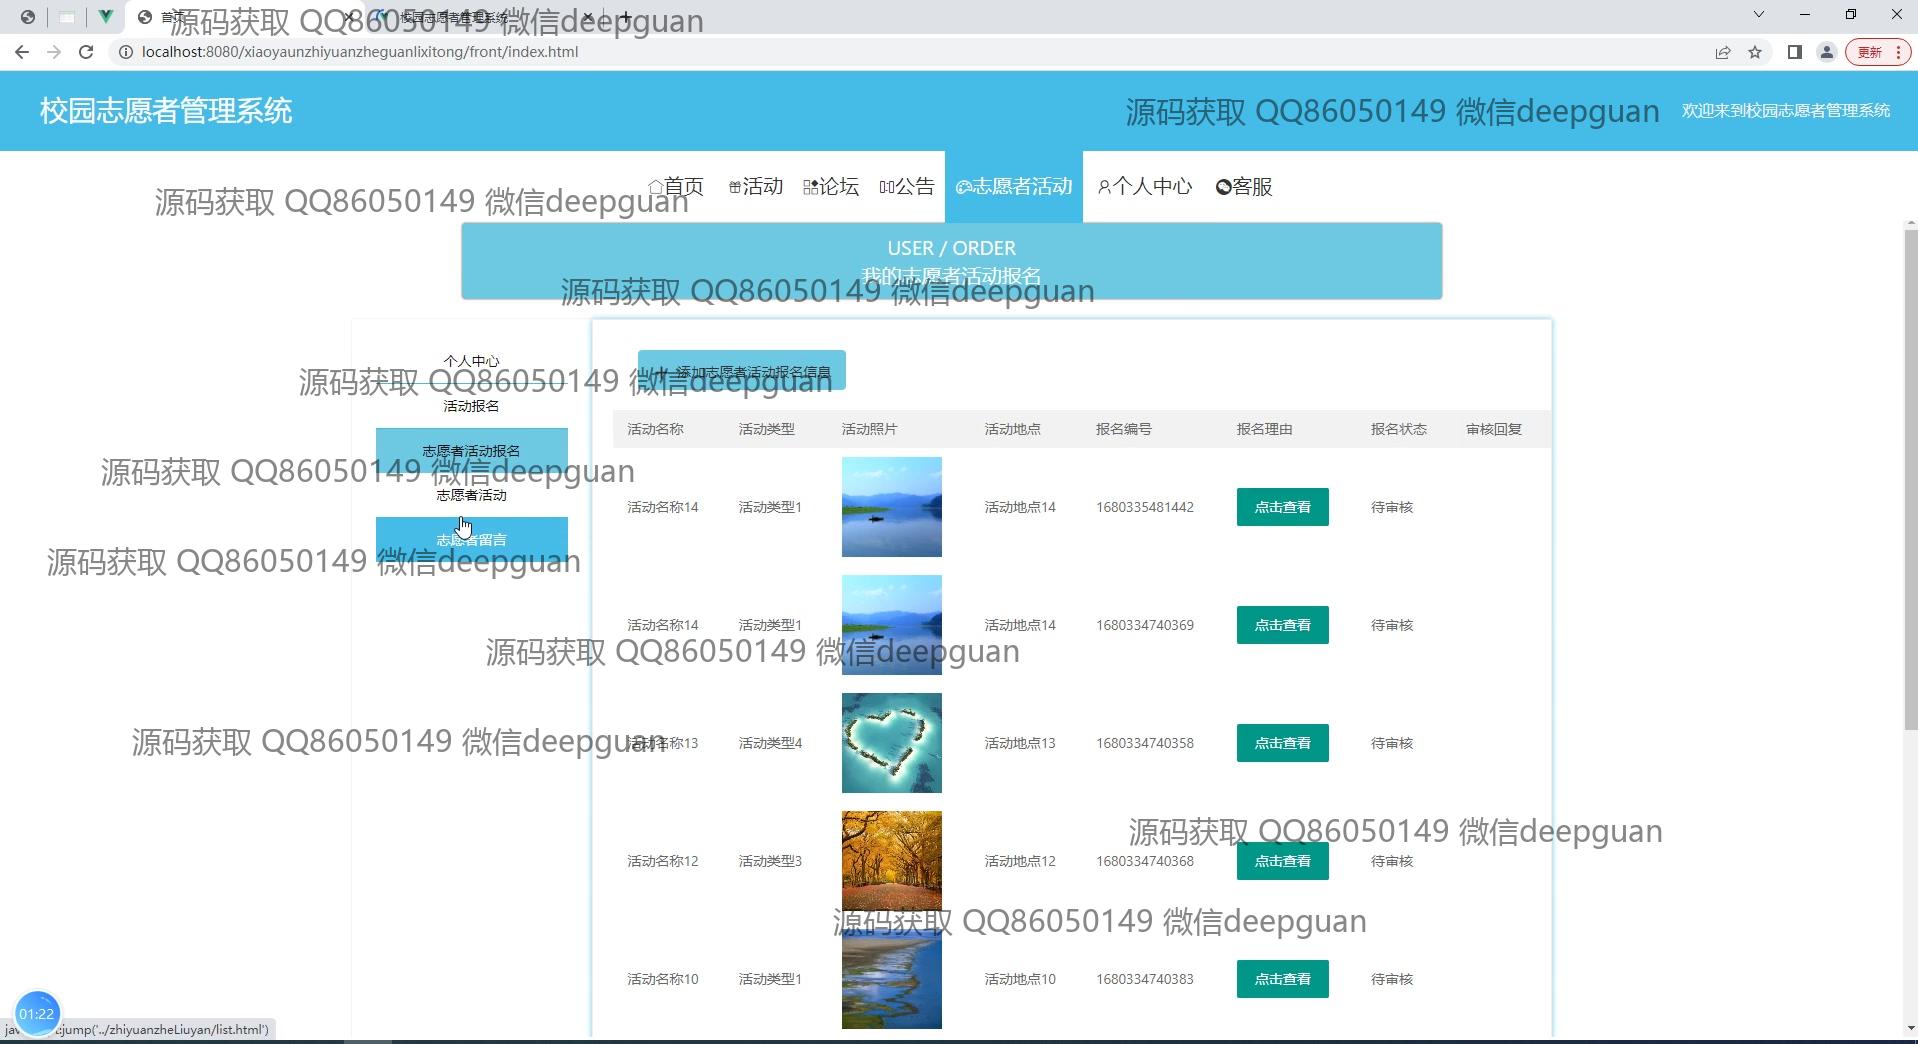 首页
校园志愿者管理系统
源码获取 QQ86050149 微信deepguan
localhost:8080/xiaoyaunzhiyuanzheguanlixitong/front/index.html
更新
校园志愿者管理系统
源码获取 QQ86050149 微信deepguan
欢迎来到校园志愿者管理系统
首页 活动 论坛 公告 志愿者活动 个人中心 客服
源码获取 QQ86050149 微信deepguan
USER / ORDER
我的志愿者活动报名
源码获取 QQ86050149 微信deepguan
个人中心
添加志愿者活动报名信息
源码获取 QQ86050149 微信deepguan
活动报名
活动名称 活动类型 活动照片 活动地点 报名编号 报名理由 报名状态 审核回复
志愿者活动报名
源码获取 QQ86050149 微信deepguan
志愿者活动
活动名称14 活动类型1 活动地点14 1680335481442 点击查看 待审核
志愿者留言
源码获取 QQ86050149 微信deepguan
活动名称14 活动类型1 活动地点14 1680334740369 点击查看 待审核
源码获取 QQ86050149 微信deepguan
活动名称13 活动类型4 活动地点13 1680334740358 点击查看 待审核
源码获取 QQ86050149 微信deepguan
源码获取 QQ86050149 微信deepguan
活动名称12 活动类型3 活动地点12 1680334740368 点击查看 待审核
源码获取 QQ86050149 微信deepguan
活动名称10 活动类型1 活动地点10 1680334740383 点击查看 待审核
01:22
:jump('../zhiyuanzheLiuyan/list.html')